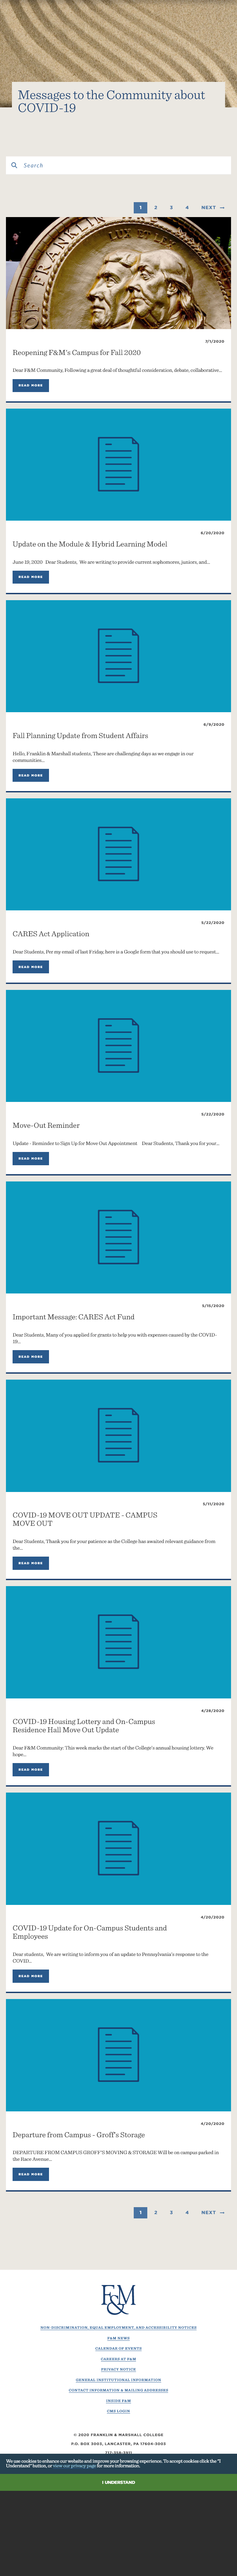 Messages to the Community about
COVID-19
Search
1 2 3 4 NEXT →
OF FRANKLIN
7/1/2020
Reopening F&M's Campus for Fall 2020
Dear F&M Community, Following a great deal of thoughtful consideration, debate, collaborative...
READ MORE
6/20/2020
Update on the Module & Hybrid Learning Model
June 19, 2020 Dear Students, We are writing to provide current sophomores, juniors, and...
READ MORE
6/9/2020
Fall Planning Update from Student Affairs
Hello, Franklin & Marshall students, These are challenging days as we engage in our
communities...
READ MORE
5/22/2020
CARES Act Application
Dear Students, Per my email of last Friday, here is a Google form that you should use to request...
READ MORE
5/22/2020
Move-Out Reminder
Update - Reminder to Sign Up for Move Out Appointment Dear Students, Thank you for your...
READ MORE
5/15/2020
Important Message: CARES Act Fund
Dear Students, Many of you applied for grants to help you with expenses caused by the COVID-
19...
READ MORE
5/11/2020
COVID-19 MOVE OUT UPDATE - CAMPUS
MOVE OUT
Dear Students, Thank you for your patience as the College has awaited relevant guidance from
the...
READ MORE
4/28/2020
COVID-19 Housing Lottery and On-Campus
Residence Hall Move Out Update
Dear F&M Community: This week marks the start of the College's annual housing lottery. We
hope...
READ MORE
4/20/2020
COVID-19 Update for On-Campus Students and
Employees
Dear students, We are writing to inform you of an update to Pennsylvania's response to the
COVID...
READ MORE
4/20/2020
Departure from Campus - Groff's Storage
DEPARTURE FROM CAMPUS GROFF'S MOVING & STORAGE Will be on campus parked in
the Race Avenue...
READ MORE
1 2 3 4 NEXT →
F&M
NON-DISCRIMINATION, EQUAL EMPLOYMENT, AND ACCESSIBILITY NOTICES
F&M NEWS
CALENDAR OF EVENTS
CAREERS AT F&M
PRIVACY NOTICE
GENERAL INSTITUTIONAL INFORMATION
CONTACT INFORMATION & MAILING ADDRESSES
INSIDE F&M
CMS LOGIN
© 2020 FRANKLIN & MARSHALL COLLEGE
P.O. BOX 3003, LANCASTER, PA 17604-3003
We use cookies to enhance our website and improve your browsing experience. To accept cookies click the "I
Understand" button, or view our privacy page for more information.
I UNDERSTAND